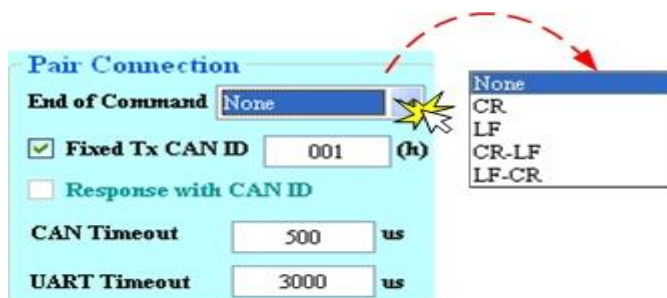 Pair Connection
End of Command None
Fixed Tx CAN ID 001 (h)
Response with CAN ID
CAN Timeout 500 us
UART Timeout 3000 us
None
CR
LF
CR-LF
LF-CR